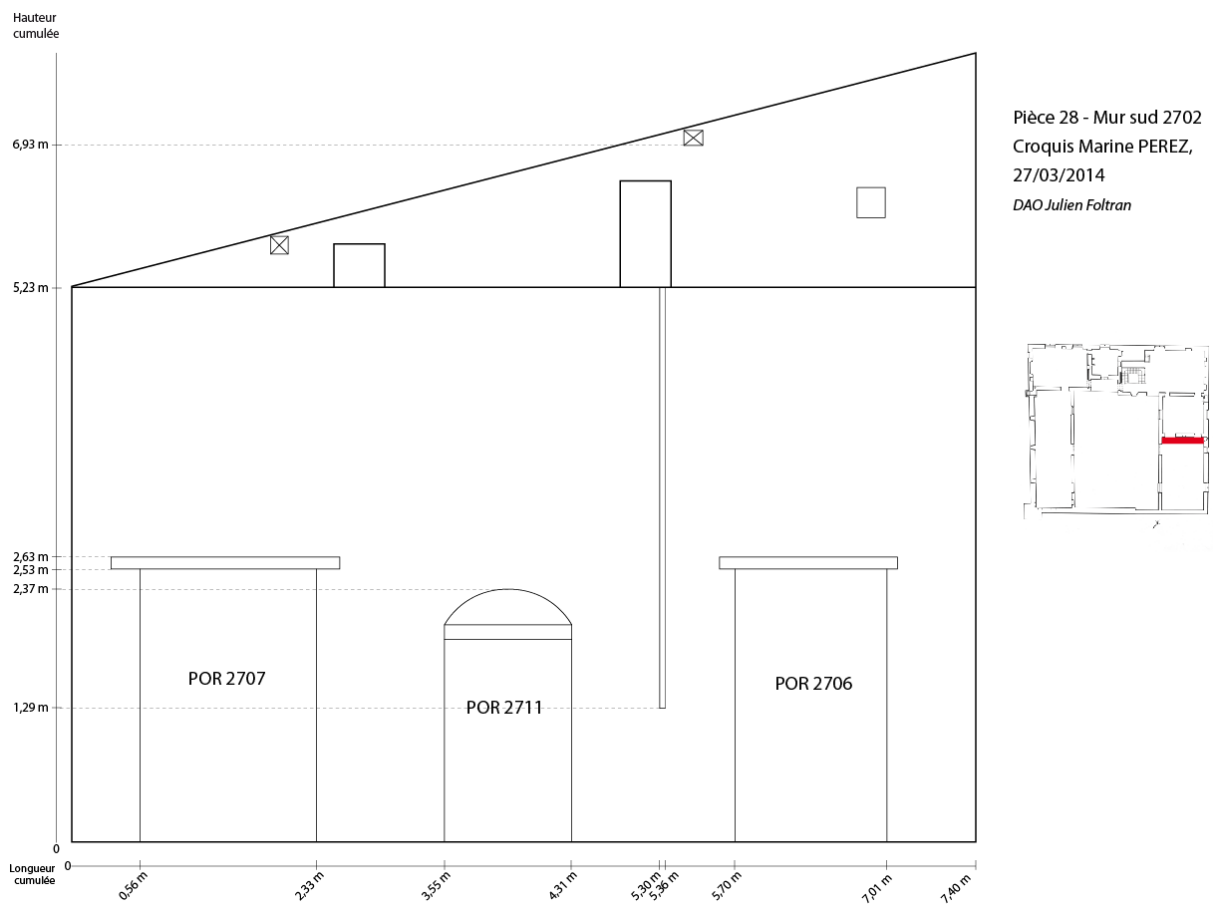 Hauteur
cumulée
Pièce 28 - Mur sud 2702
Croquis Marine PEREZ,
27/03/2014
DAO Julien Foltran
6,93 m
5,23 m
2,63 m
2,53 m
2,37 m
1,29 m
POR 2707
POR 2711
POR 2706
0
Longueur
cumulée
0
0,56 m
2,33 m
3,55 m
4,31 m
5,30 m
5,36 m
5,70 m
7,01 m
7,40 m